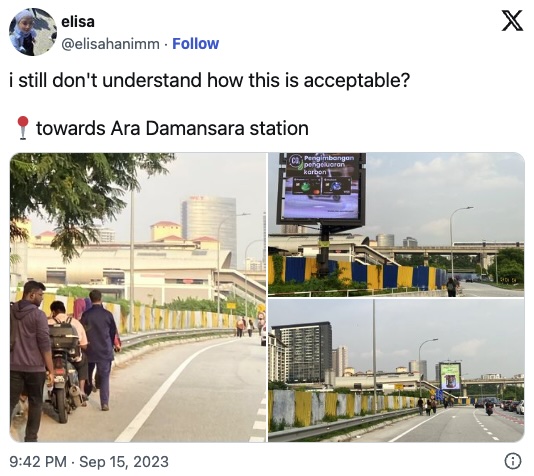 elisa
@elisahanimm · Follow
i still don't understand how this is acceptable?
📍 towards Ara Damansara station
CO₂
Pengimbangan
pengeluaran
karbon
9:42 PM · Sep 15, 2023